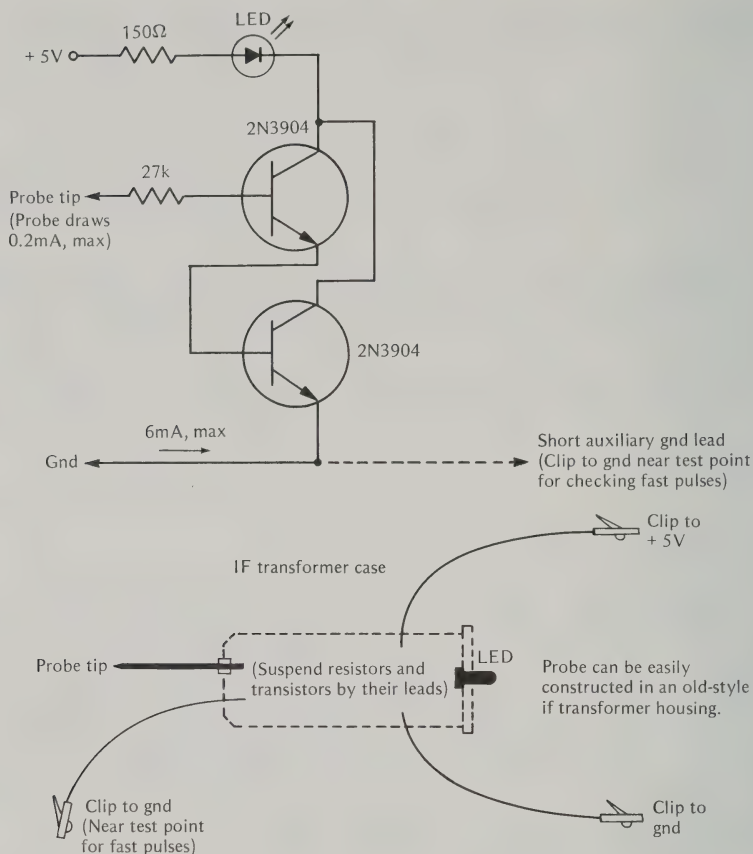 150Ω
LED
+ 5V
2N3904
27k
Probe tip
(Probe draws
0.2mA, max)
2N3904
6mA, max
Gnd
Short auxiliary gnd lead
(Clip to gnd near test point
for checking fast pulses)
Clip to
+ 5V
IF transformer case
Probe tip
(Suspend resistors and
transistors by their leads)
LED
Probe can be easily
constructed in an old-style
if transformer housing.
Clip to gnd
(Near test point
for fast pulses)
Clip to
gnd